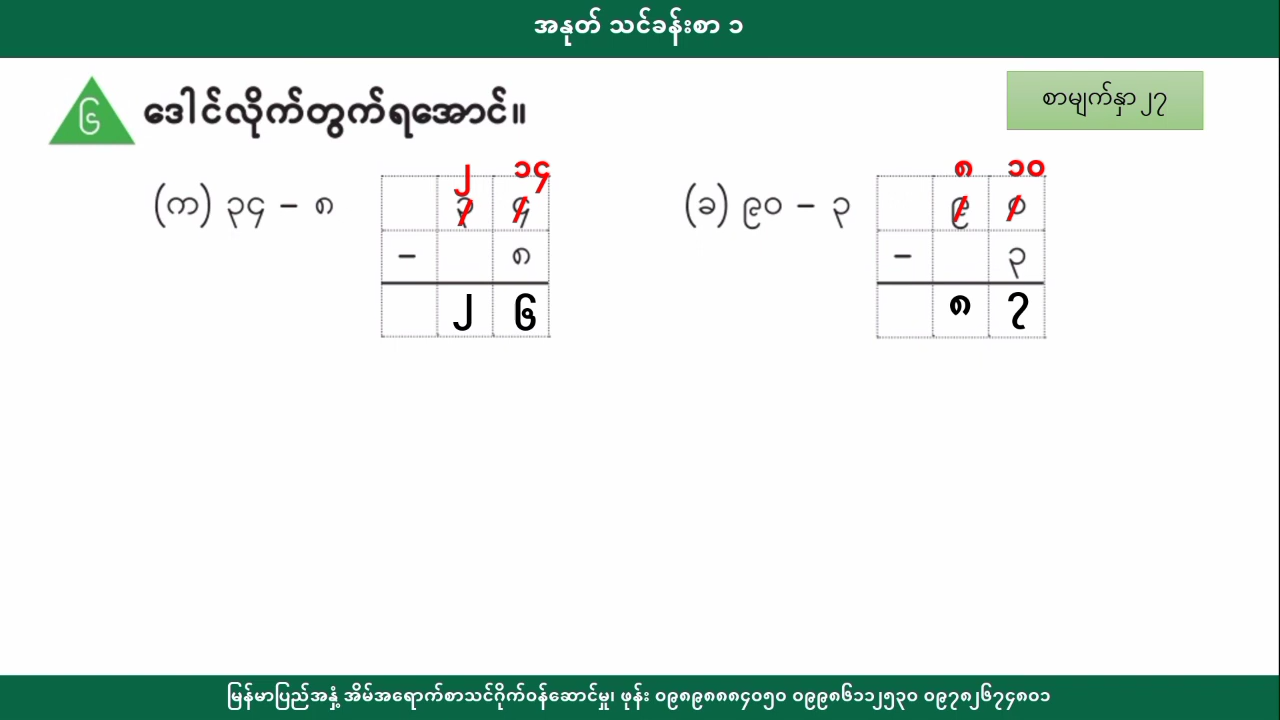 အနုတ် သင်ခန်းစာ ၁
၆ ဒေါင်လိုက်တွက်ရအောင်။
စာမျက်နှာ၂၇
(က) ၃၄ − ၈
၂ ၁၄
၃ ၄
− ၈
၂ ၆
(ခ) ၉၀ − ၃
၈ ၁၀
၉ ၀
− ၃
၈ ၇
မြန်မာပြည်အနှံ့ အိမ်အရောက်စာသင်ဂိုက်ဝန်ဆောင်မှု၊ ဖုန်း ၀၉၈၉၈၈၈၄၀၅၀ ၀၉၉၈၆၁၁၂၅၃၀ ၀၉၇၈၂၆၇၄၈၀၁